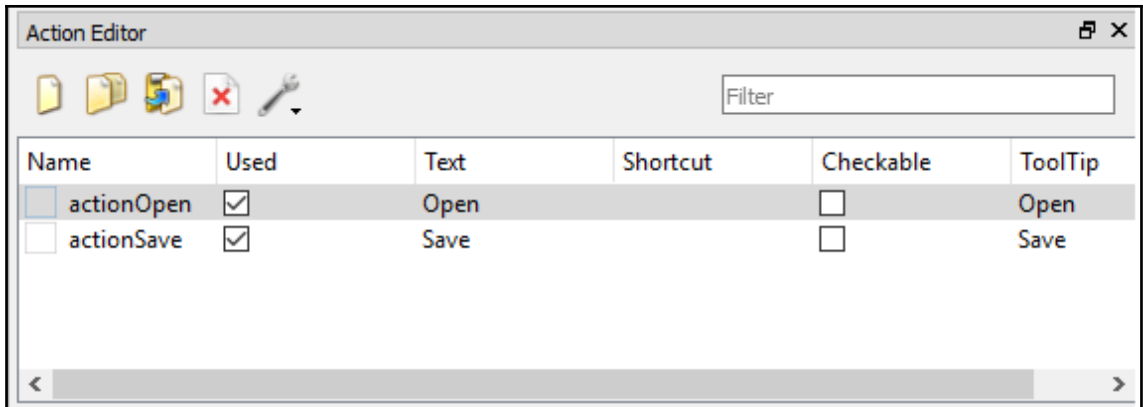 Action Editor
Filter
Name Used Text Shortcut Checkable ToolTip
actionOpen Open Open
actionSave Save Save